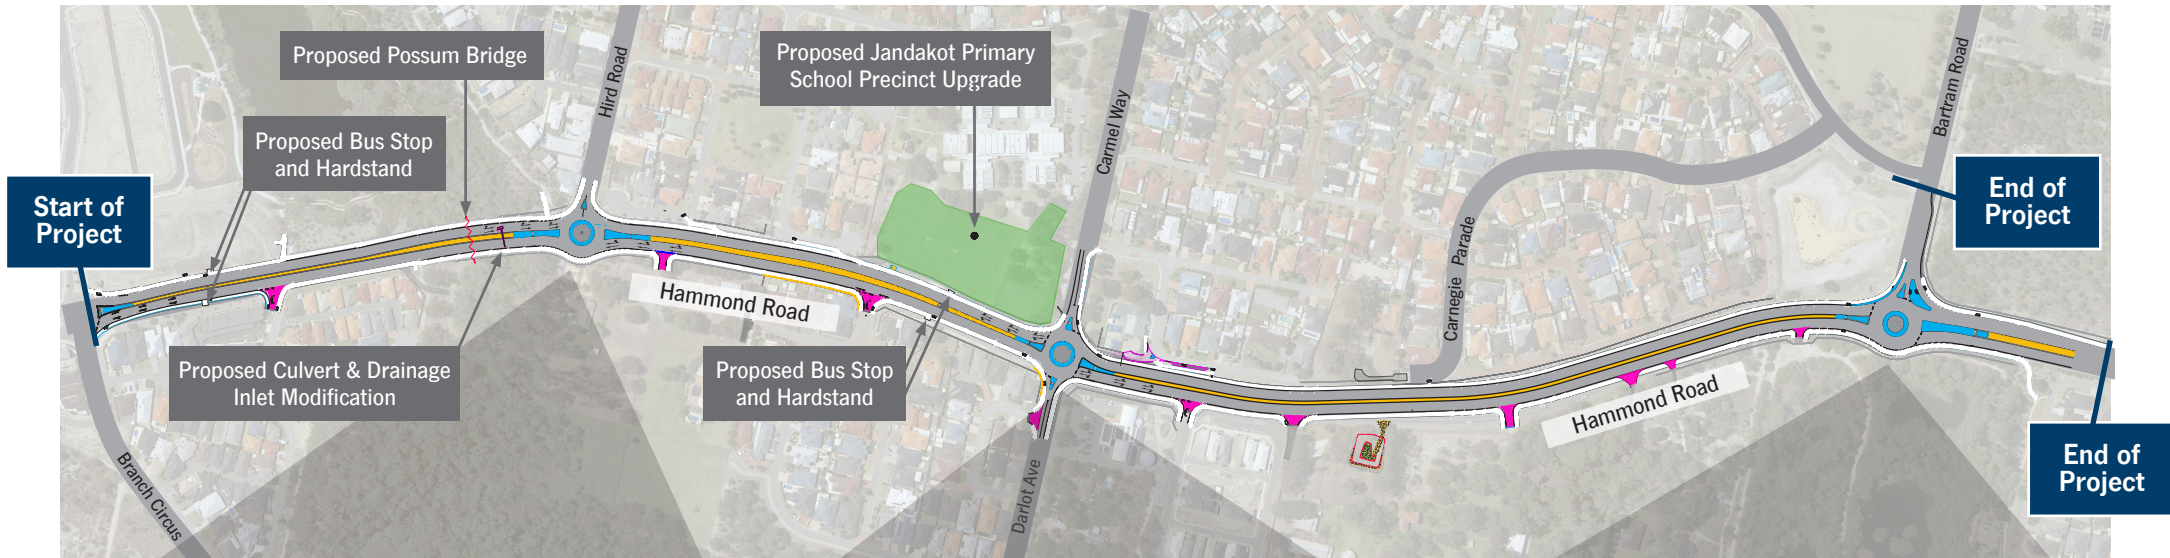 Proposed Possum Bridge
Hird Road
Proposed Jandakot Primary
School Precinct Upgrade
Carmel Way
Bartram Road
Proposed Bus Stop
and Hardstand
Start of
Project
End of
Project
Carnegie Parade
Hammond Road
Proposed Culvert & Drainage
Inlet Modification
Proposed Bus Stop
and Hardstand
Hammond Road
Branch Circus
Darlot Ave
End of
Project